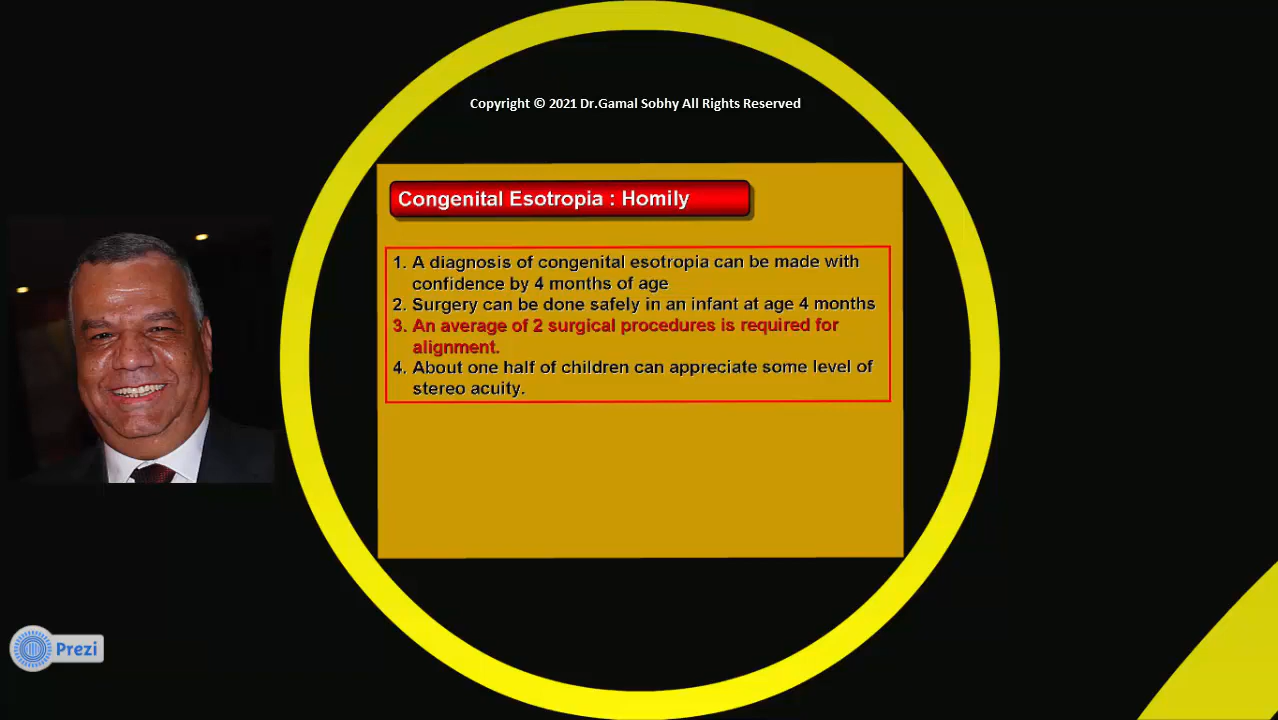 Copyright © 2021 Dr.Gamal Sobhy All Rights Reserved
Congenital Esotropia : Homily
1. A diagnosis of congenital esotropia can be made with
confidence by 4 months of age
2. Surgery can be done safely in an infant at age 4 months
3. An average of 2 surgical procedures is required for
alignment.
4. About one half of children can appreciate some level of
stereo acuity.
Prezi